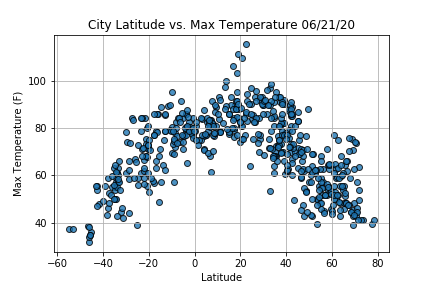 City Latitude vs. Max Temperature 06/21/20
Max Temperature (F)
100
80
60
40
−60 −40 −20 0 20 40 60 80
Latitude